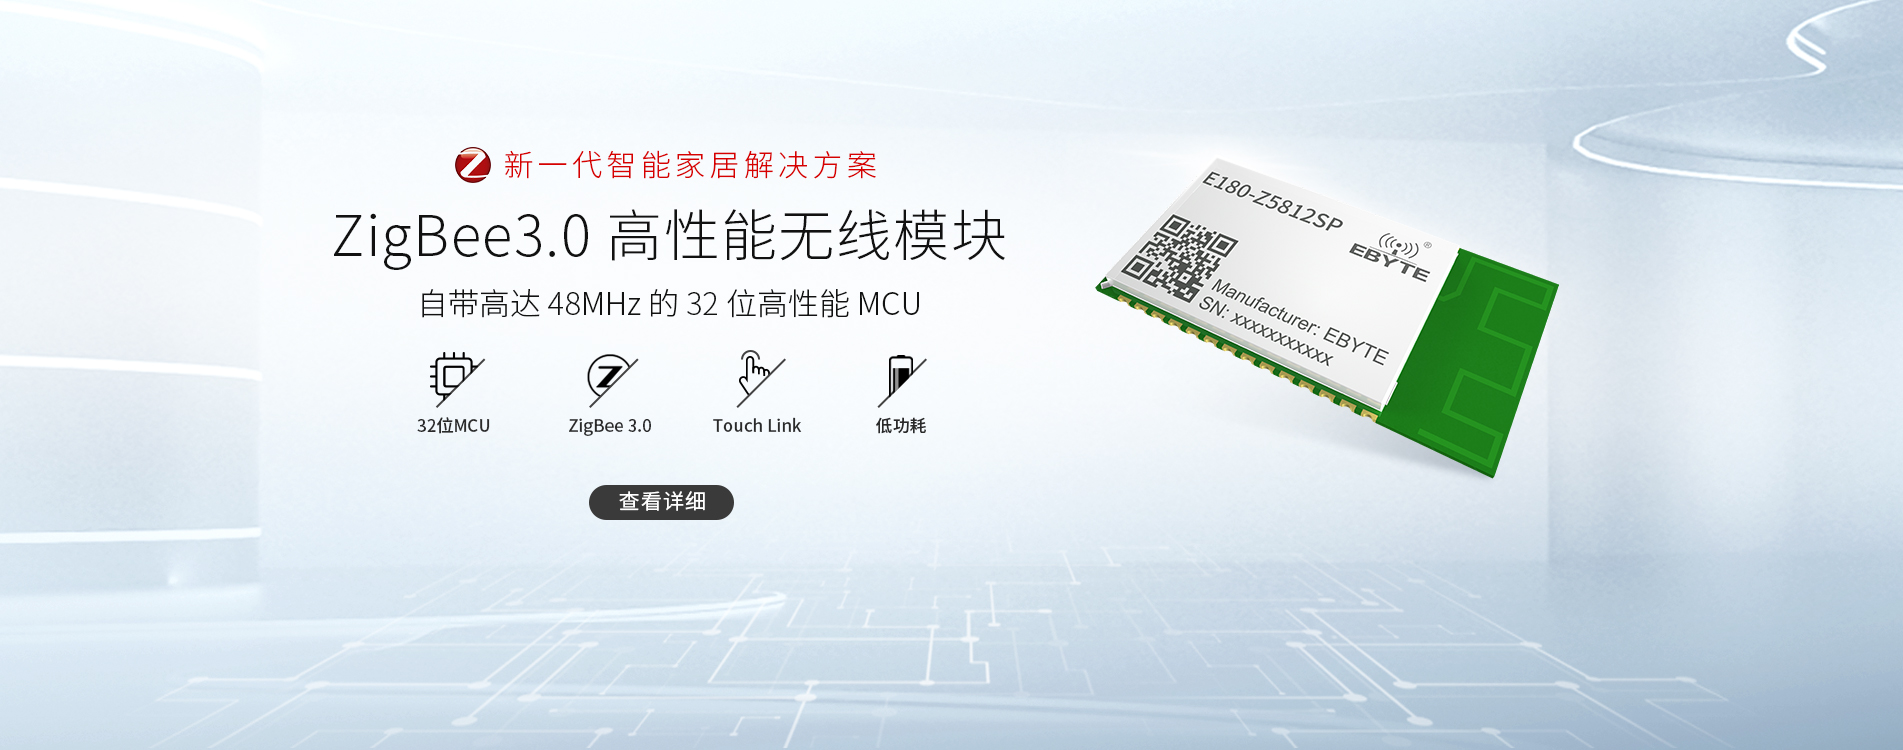 新一代智能家居解决方案
ZigBee3.0 高性能无线模块
自带高达 48MHz 的 32 位高性能 MCU
32位MCU
ZigBee 3.0
Touch Link
低功耗
查看详细
E180-Z5812SP
EBYTE®
Manufacturer: EBYTE
SN: xxxxxxxxxxxx